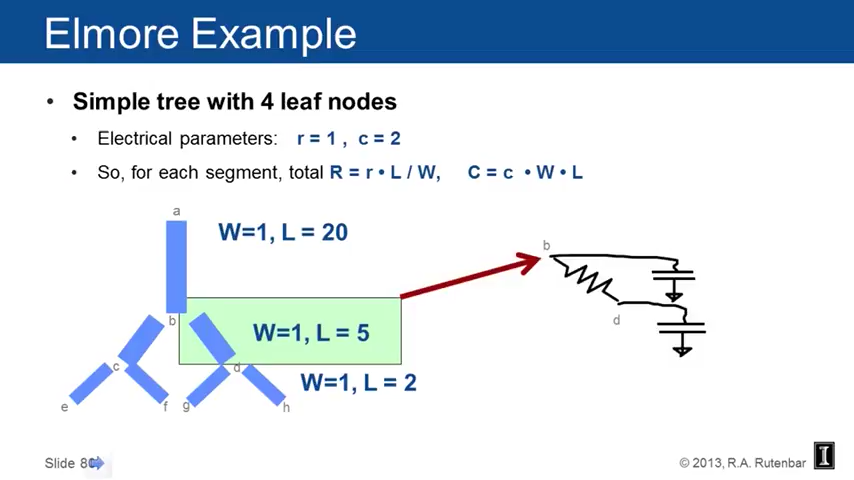 Elmore Example
• Simple tree with 4 leaf nodes
• Electrical parameters: r = 1 , c = 2
• So, for each segment, total R = r • L / W, C = c • W • L
a
W=1, L = 20
b
b
W=1, L = 5
d
c
d
W=1, L = 2
e
f
g
h
Slide
© 2013, R.A. Rutenbar
I